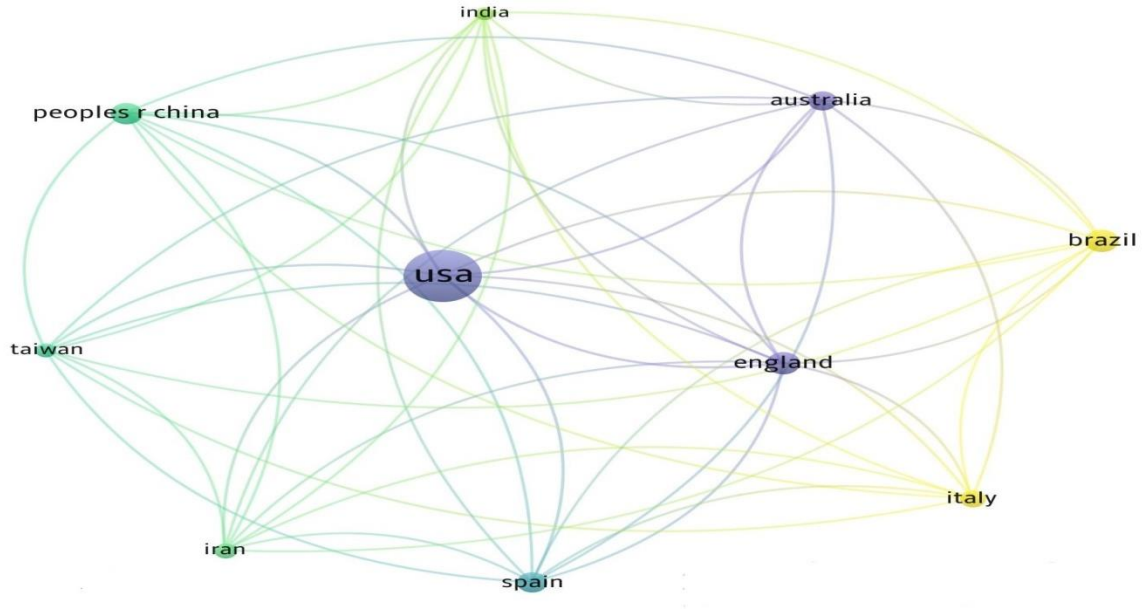 india
australia
peoples r china
brazil
usa
taiwan
england
italy
iran
spain